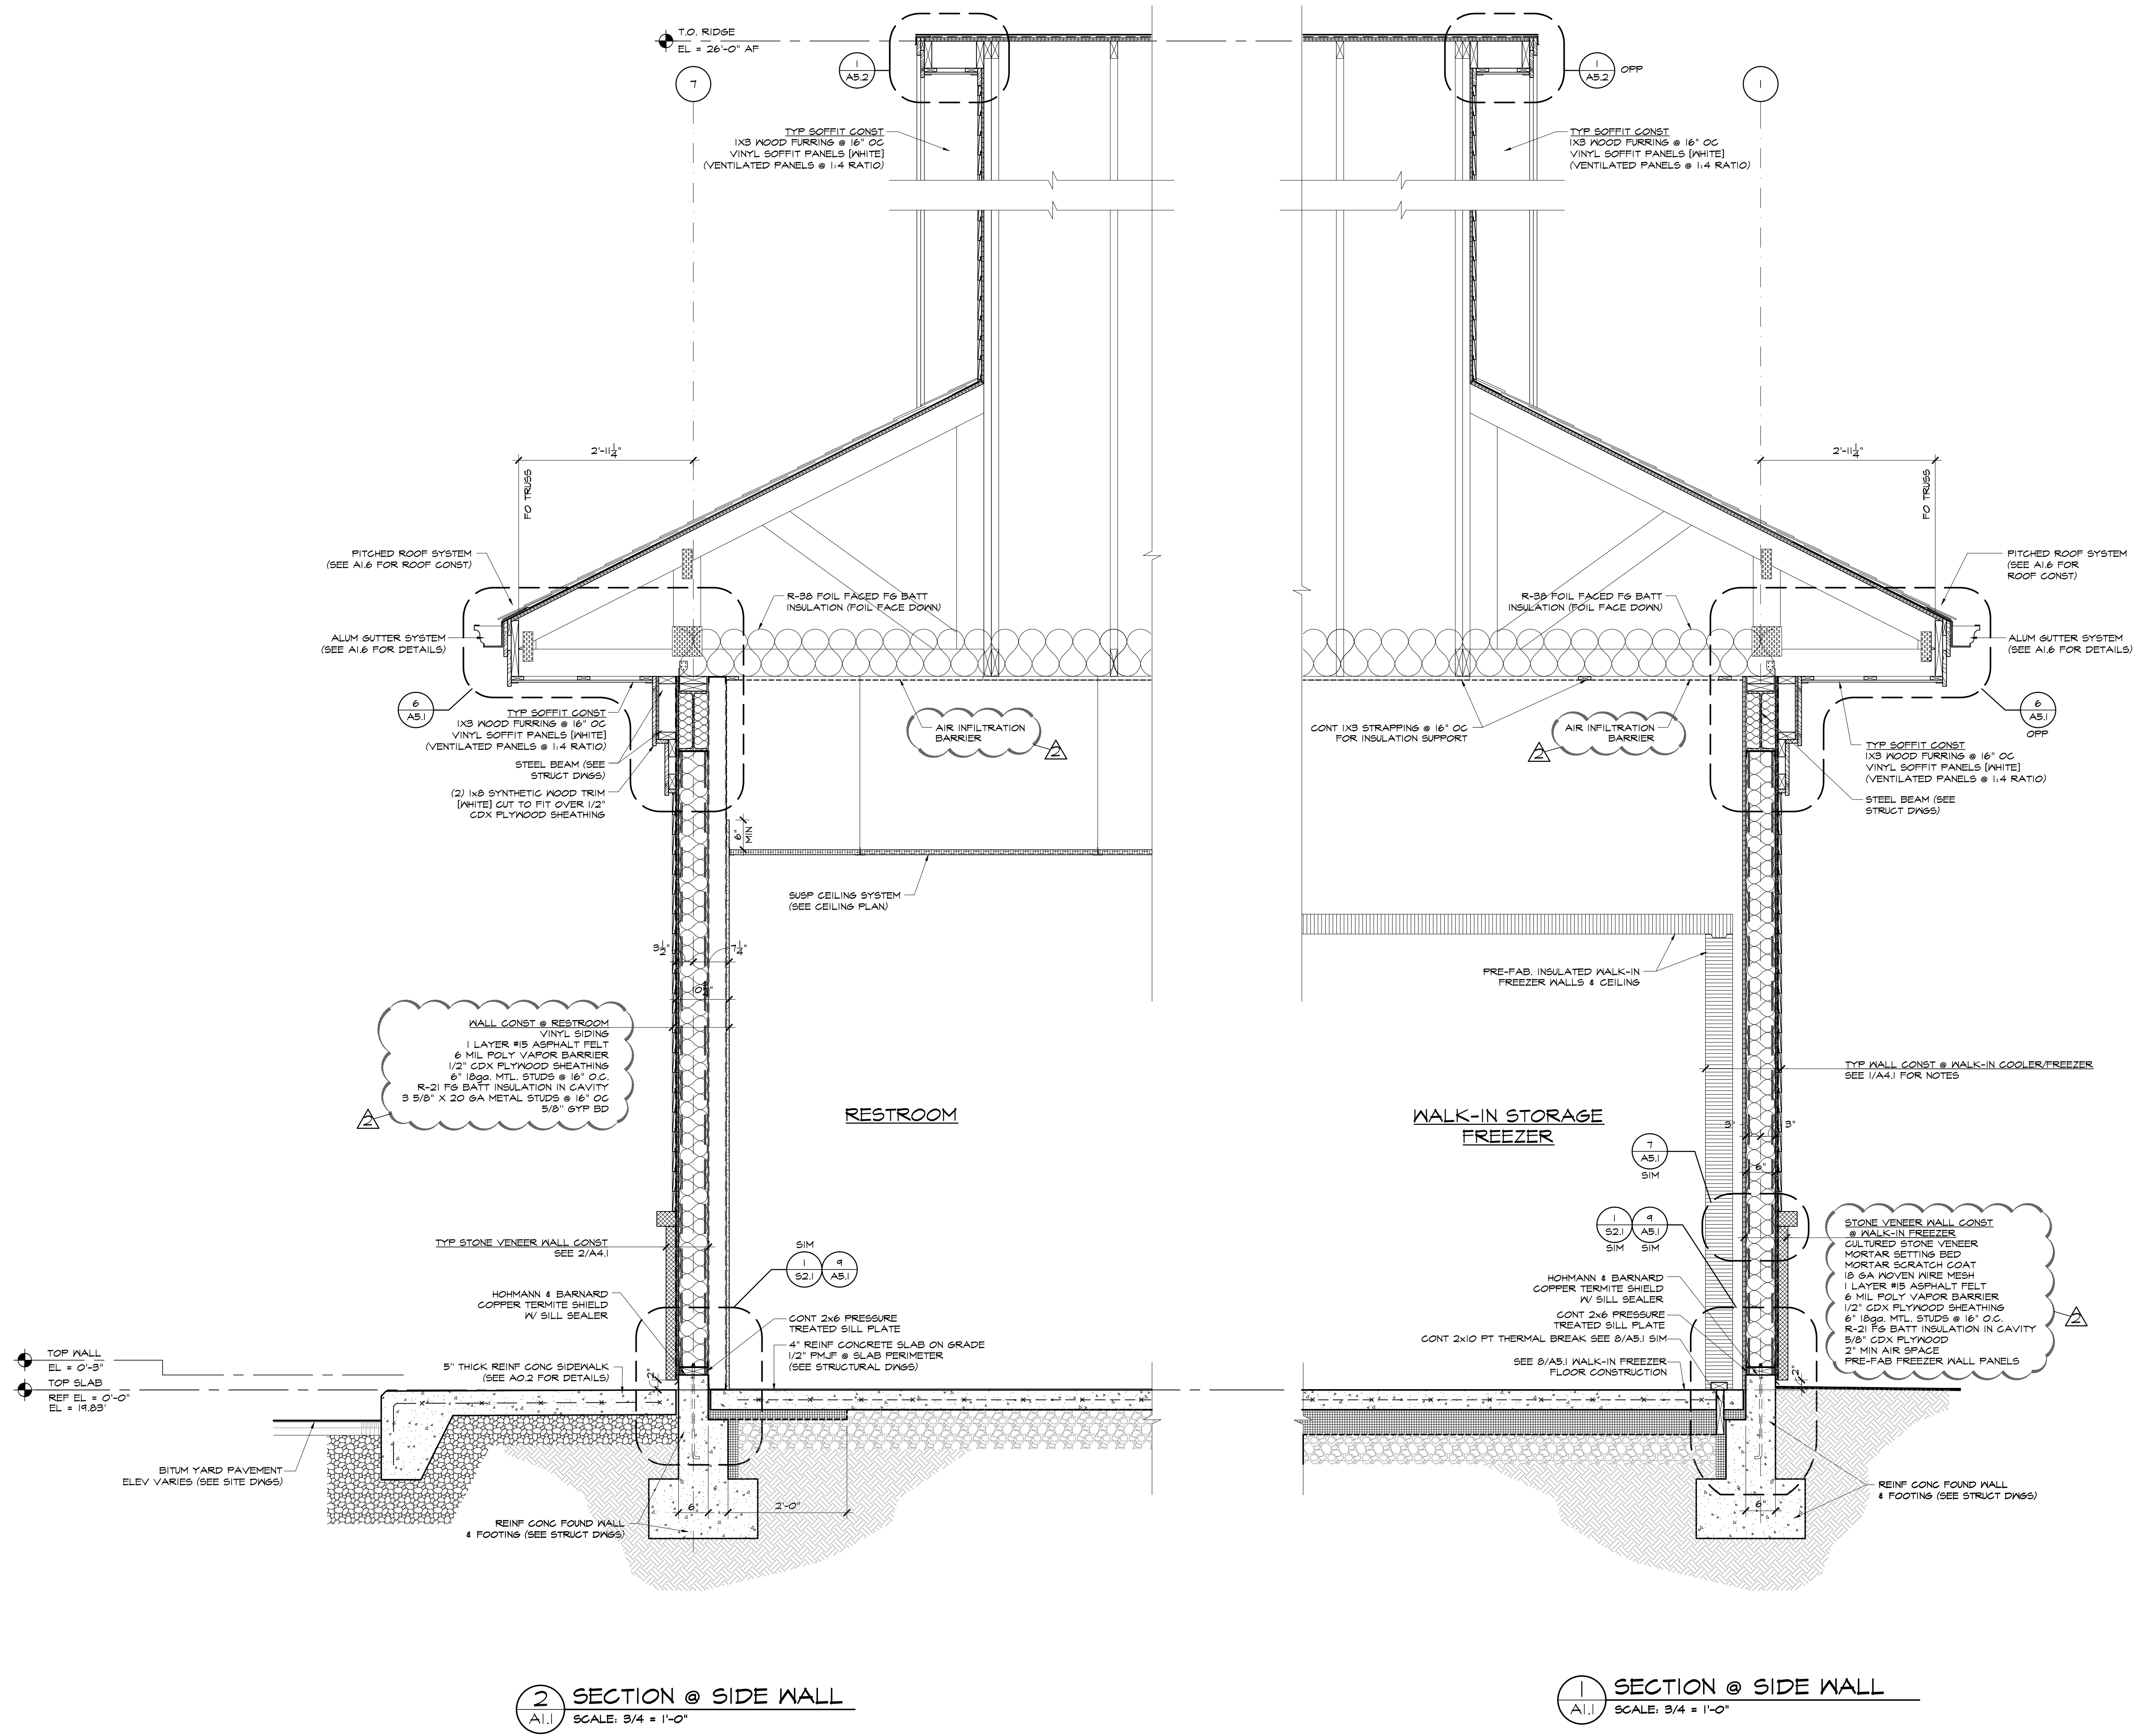 T.O. RIDGE
EL = 26'-0" AF
7
1
A5.2
1
A5.2
OPP
1
TYP SOFFIT CONST
1X3 WOOD FURRING @ 16" OC
VINYL SOFFIT PANELS [WHITE]
(VENTILATED PANELS @ 1:4 RATIO)
TYP SOFFIT CONST
1X3 WOOD FURRING @ 16" OC
VINYL SOFFIT PANELS [WHITE]
(VENTILATED PANELS @ 1:4 RATIO)
2'-11 1/4"
FO TRUSS
2'-11 1/4"
FO TRUSS
PITCHED ROOF SYSTEM
(SEE A1.6 FOR ROOF CONST)
R-38 FOIL FACED FG BATT
INSULATION (FOIL FACE DOWN)
ALUM GUTTER SYSTEM
(SEE A1.6 FOR DETAILS)
6
A5.1
TYP SOFFIT CONST
1X3 WOOD FURRING @ 16" OC
VINYL SOFFIT PANELS [WHITE]
(VENTILATED PANELS @ 1:4 RATIO)
STEEL BEAM (SEE
STRUCT DWGS)
(2) 1x8 SYNTHETIC WOOD TRIM
[WHITE] CUT TO FIT OVER 1/2"
CDX PLYWOOD SHEATHING
AIR INFILTRATION
BARRIER
2
6"
MIN
SUSP CEILING SYSTEM
(SEE CEILING PLAN)
3 1/2"
7 1/4"
WALL CONST @ RESTROOM
VINYL SIDING
1 LAYER #15 ASPHALT FELT
6 MIL POLY VAPOR BARRIER
1/2" CDX PLYWOOD SHEATHING
6" 18ga. MTL. STUDS @ 16" O.C.
R-21 FG BATT INSULATION IN CAVITY
3 5/8" X 20 GA METAL STUDS @ 16" OC
5/8" GYP BD
2
RESTROOM
TYP STONE VENEER WALL CONST
SEE 2/A4.1
SIM
1
S2.1
9
A5.1
HOHMANN & BARNARD
COPPER TERMITE SHIELD
W/ SILL SEALER
CONT 2x6 PRESSURE
TREATED SILL PLATE
4" REINF CONCRETE SLAB ON GRADE
1/2" PMJF @ SLAB PERIMETER
(SEE STRUCTURAL DWGS)
TOP WALL
EL = 0'-3"
TOP SLAB
REF EL = 0'-0"
EL = 19.83'
5" THICK REINF CONC SIDEWALK
(SEE A0.2 FOR DETAILS)
2"
BITUM YARD PAVEMENT
ELEV VARIES (SEE SITE DWGS)
6"
2'-0"
REINF CONC FOUND WALL
& FOOTING (SEE STRUCT DWGS)
2
A1.1
SECTION @ SIDE WALL
SCALE: 3/4 = 1'-0"
R-38 FOIL FACED FG BATT
INSULATION (FOIL FACE DOWN)
PITCHED ROOF SYSTEM
(SEE A1.6 FOR
ROOF CONST)
ALUM GUTTER SYSTEM
(SEE A1.6 FOR DETAILS)
6
A5.1
OPP
CONT 1X3 STRAPPING @ 16" OC
FOR INSULATION SUPPORT
AIR INFILTRATION
BARRIER
2
TYP SOFFIT CONST
1X3 WOOD FURRING @ 16" OC
VINYL SOFFIT PANELS [WHITE]
(VENTILATED PANELS @ 1:4 RATIO)
STEEL BEAM (SEE
STRUCT DWGS)
PRE-FAB. INSULATED WALK-IN
FREEZER WALLS & CEILING
TYP WALL CONST @ WALK-IN COOLER/FREEZER
SEE 1/A4.1 FOR NOTES
WALK-IN STORAGE
FREEZER
3"
3"
6"
7
A5.1
SIM
1
S2.1
SIM
9
A5.1
SIM
STONE VENEER WALL CONST
@ WALK-IN FREEZER
CULTURED STONE VENEER
MORTAR SETTING BED
MORTAR SCRATCH COAT
18 GA WOVEN WIRE MESH
1 LAYER #15 ASPHALT FELT
6 MIL POLY VAPOR BARRIER
1/2" CDX PLYWOOD SHEATHING
6" 18ga. MTL. STUDS @ 16" O.C.
R-21 FG BATT INSULATION IN CAVITY
5/8" CDX PLYWOOD
2" MIN AIR SPACE
PRE-FAB FREEZER WALL PANELS
2
HOHMANN & BARNARD
COPPER TERMITE SHIELD
W/ SILL SEALER
CONT 2x6 PRESSURE
TREATED SILL PLATE
CONT 2x10 PT THERMAL BREAK SEE 8/A5.1 SIM
SEE 8/A5.1 WALK-IN FREEZER
FLOOR CONSTRUCTION
2"
6"
REINF CONC FOUND WALL
& FOOTING (SEE STRUCT DWGS)
1
A1.1
SECTION @ SIDE WALL
SCALE: 3/4 = 1'-0"